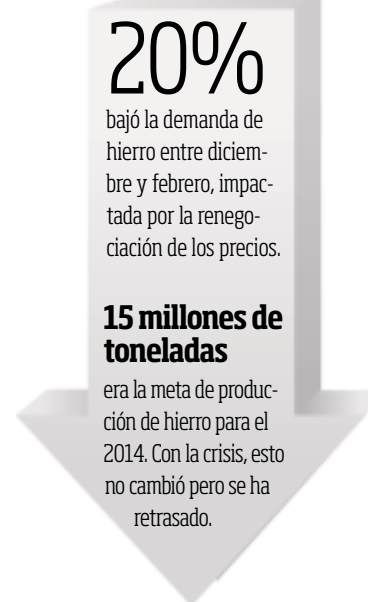 20%
bajó la demanda de
hierro entre diciem-
bre y febrero, impac-
tada por la renego-
ciación de los precios.
15 millones de
toneladas
era la meta de produc-
ción de hierro para el
2014. Con la crisis, esto
no cambió pero se ha
retrasado.